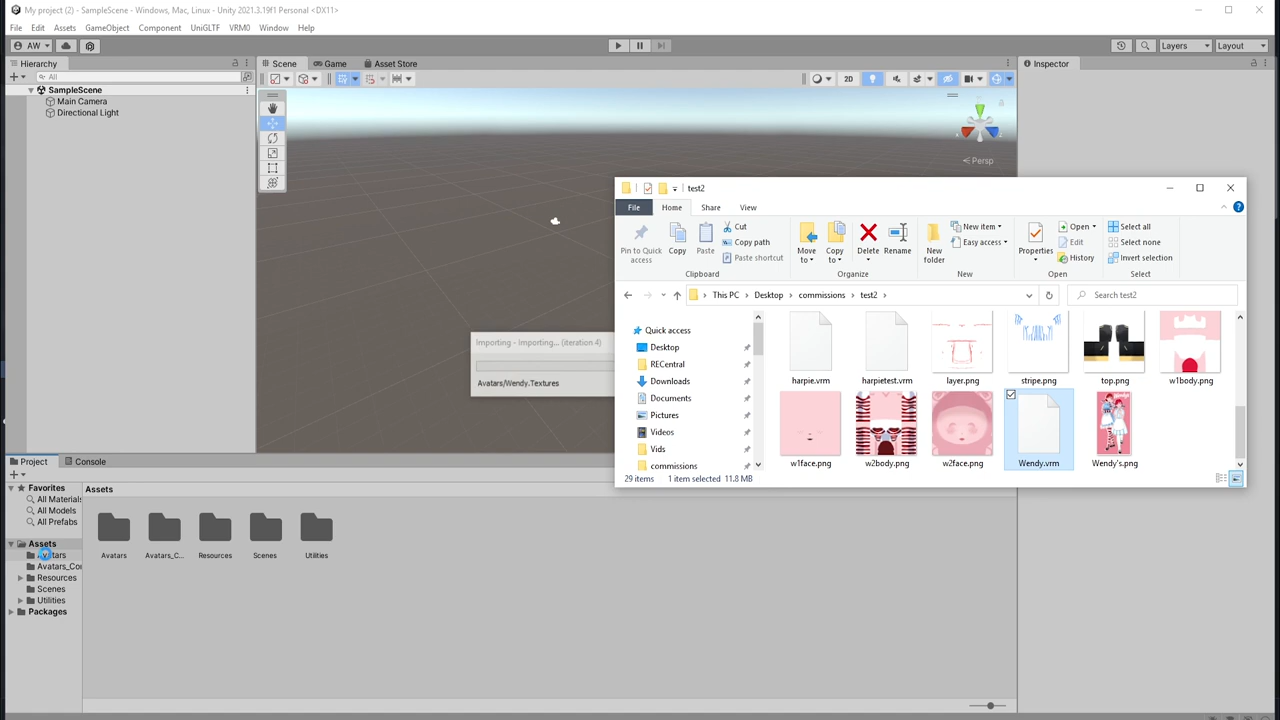 My project (2) - SampleScene - Windows, Mac, Linux - Unity 2021.3.19f1 Personal <DX11>
File Edit Assets GameObject Component UniGLTF VRM0 Window Help
AW
Layers
Layout
Hierarchy
All
SampleScene
Main Camera
Directional Light
Scene
Game
Asset Store
2D
Persp
Inspector
Importing - Importing... (iteration 4)
Avatars/Wendy.Textures
test2
File Home Share View
Pin to Quick access
Copy
Paste
Cut
Copy path
Paste shortcut
Clipboard
Move to
Copy to
Delete
Rename
Organize
New folder
New item
Easy access
New
Properties
Open
Edit
History
Open
Select all
Select none
Invert selection
Select
This PC > Desktop > commissions > test2 >
Search test2
Quick access
Desktop
RECentral
Downloads
Documents
Pictures
Videos
Vids
commissions
harpie.vrm
harpietest.vrm
layer.png
stripe.png
top.png
w1body.png
w1face.png
w2body.png
w2face.png
Wendy.vrm
Wendy's.png
29 items 1 item selected 11.8 MB
Project
Console
Favorites
All Materials
All Models
All Prefabs
Assets
Avatars_Cor
Resources
Scenes
Utilities
Packages
Assets
Avatars
Avatars_C...
Resources
Scenes
Utilities